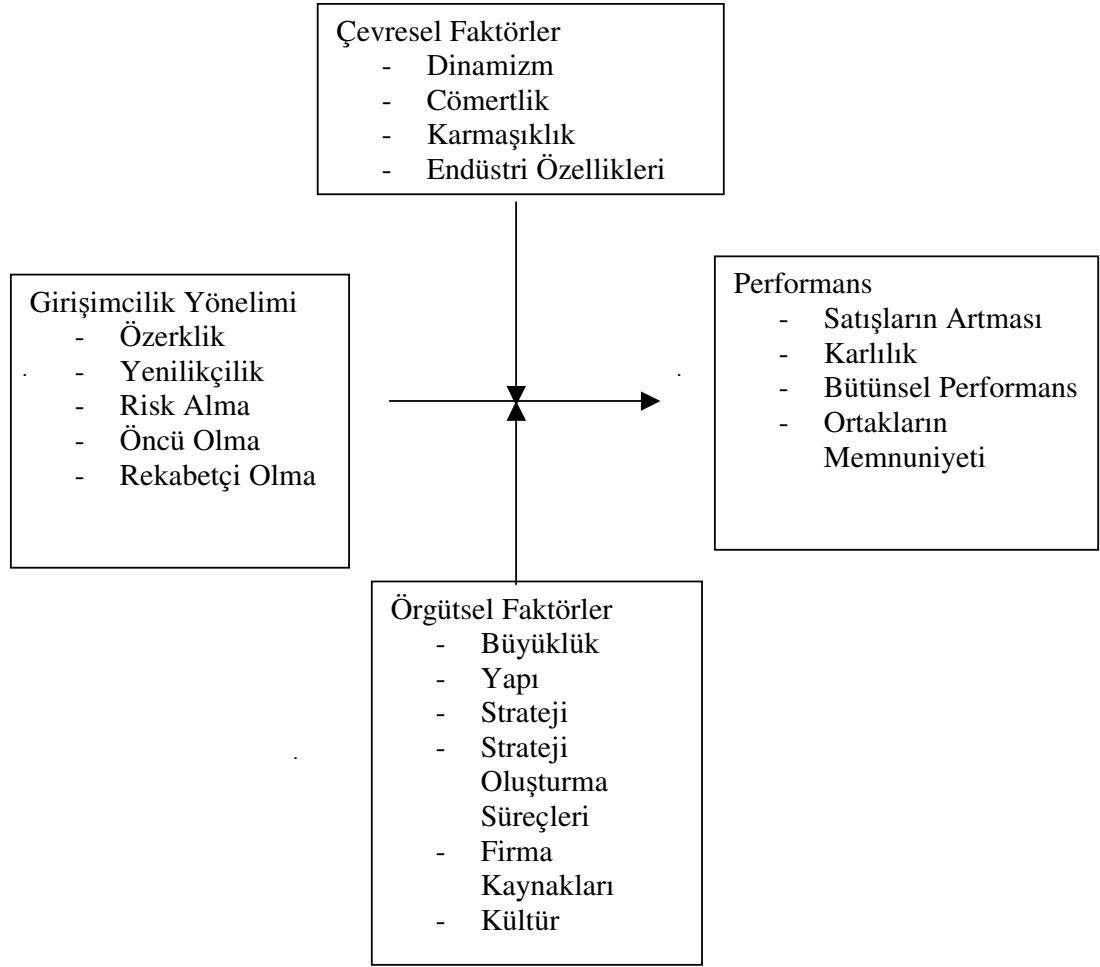 Çevresel Faktörler
- Dinamizm
- Cömertlik
- Karmaşıklık
- Endüstri Özellikleri
Girişimcilik Yönelimi
- Özerklik
- Yenilikçilik
- Risk Alma
- Öncü Olma
- Rekabetçi Olma
Performans
- Satışların Artması
- Karlılık
- Bütünsel Performans
- Ortakların
Memnuniyeti
Örgütsel Faktörler
- Büyüklük
- Yapı
- Strateji
- Strateji
Oluşturma
Süreçleri
- Firma
Kaynakları
- Kültür